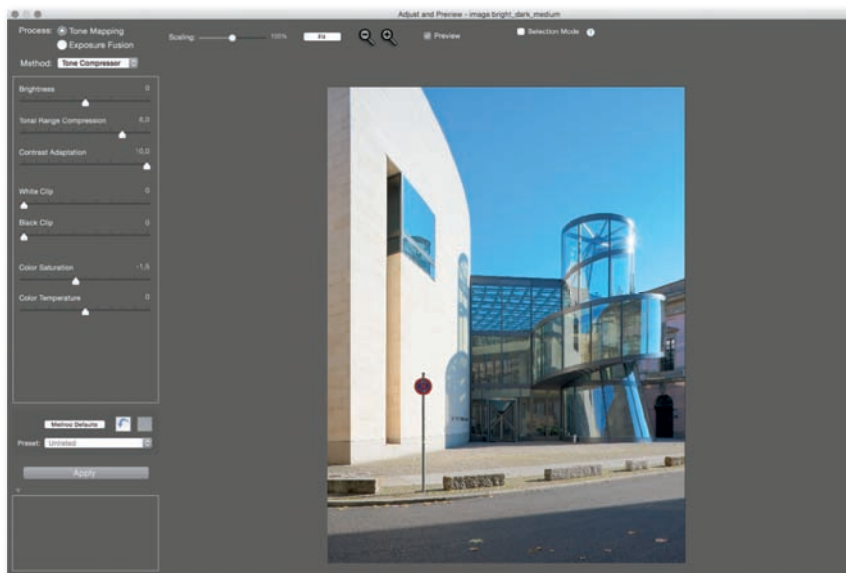 Adjust and Preview - image:bright_dark_medium
Process: Tone Mapping
Exposure Fusion
Method: Tone Compressor
Scaling: 100% Fit Preview Selection Mode ?
Brightness 0
Tonal Range Compression 6,0
Contrast Adaptation 10,0
White Clip 0
Black Clip 0
Color Saturation -1,5
Color Temperature 0
Method Defaults
Preset: Untitled
Apply